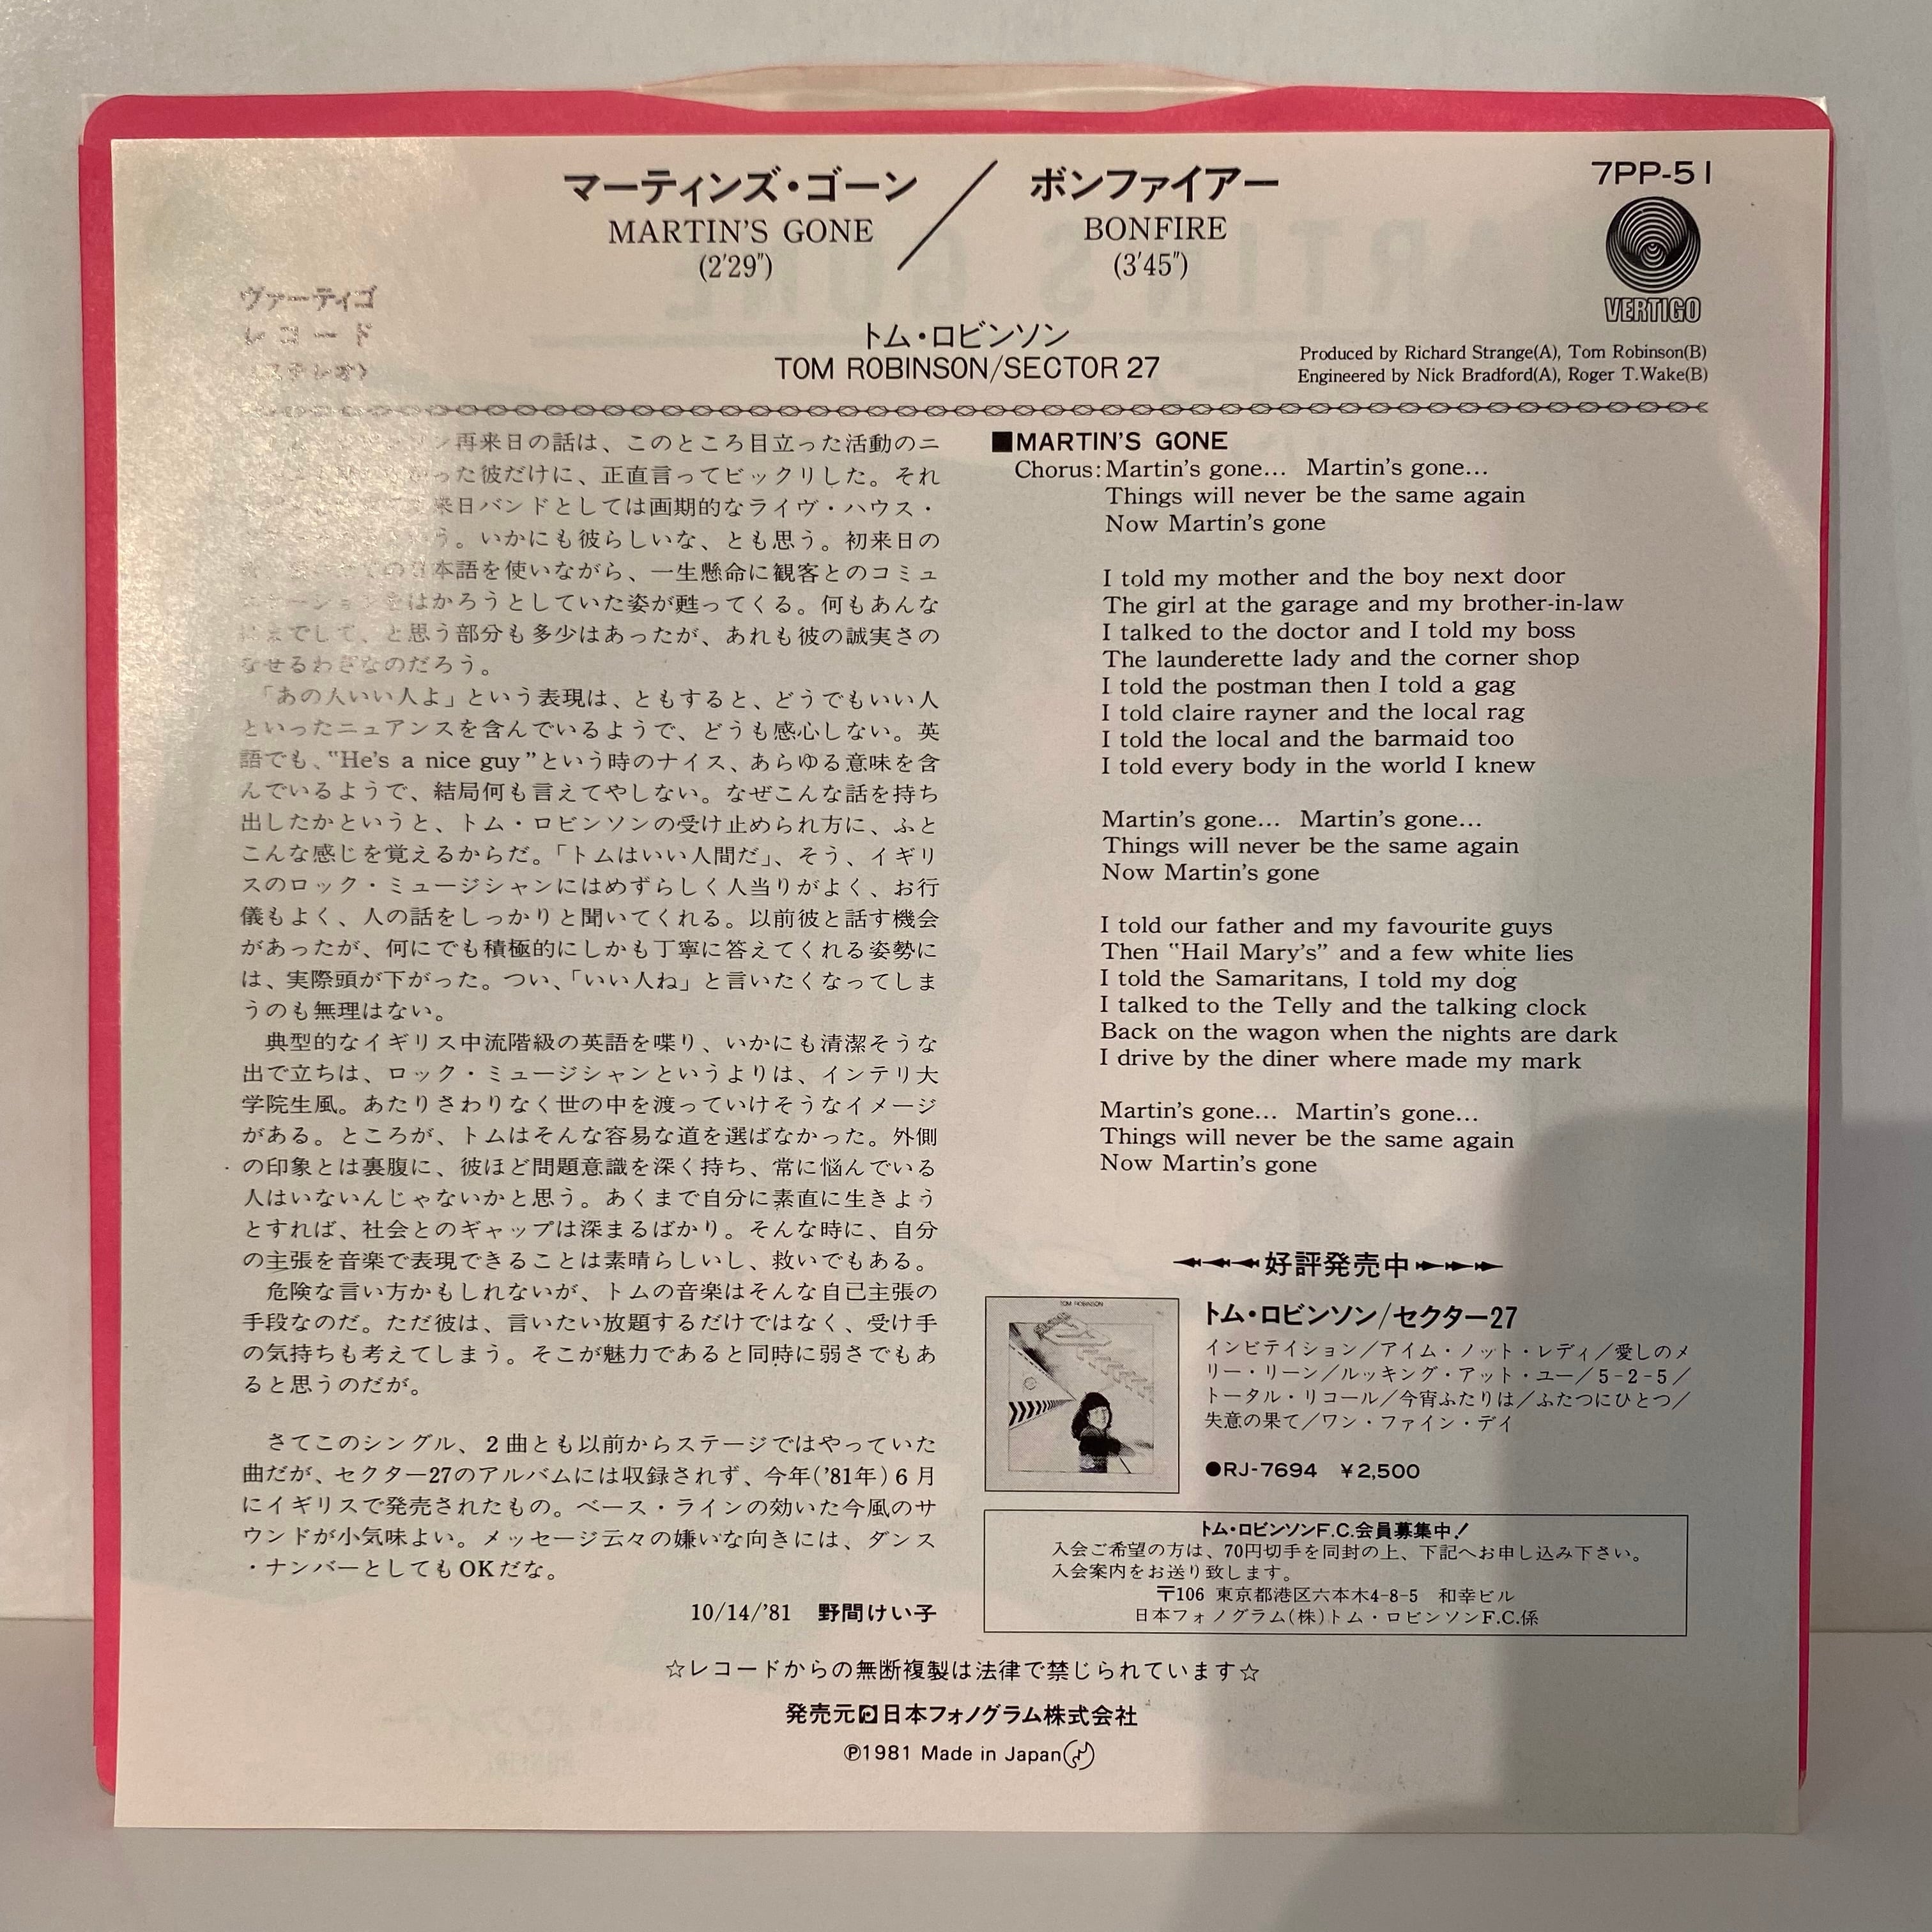 マーティンズ・ゴーン／ボンファイアー
MARTIN'S GONE
(2′29″)
BONFIRE
(3′45″)
7PP-51
VERTIGO
ヴァーティゴ
レコード
(ステレオ)
トム・ロビンソン
TOM ROBINSON/SECTOR 27
Produced by Richard Strange(A), Tom Robinson(B)
Engineered by Nick Bradford(A), Roger T.Wake(B)
再来日の話は、このところ目立った活動のニ
った彼だけに、正直言ってビックリした。それ
来日バンドとしては画期的なライヴ・ハウス・
う。いかにも彼らしいな、とも思う。初来日の
の日本語を使いながら、一生懸命に観客とのコミュ
ニケーションをはかろうとしていた姿が甦ってくる。何もあんな
にまでして、と思う部分も多少はあったが、あれも彼の誠実さの
なせるわざなのだろう。
「あの人いい人よ」という表現は、ともすると、どうでもいい人
といったニュアンスを含んでいるようで、どうも感心しない。英
語でも、“He's a nice guy”という時のナイス、あらゆる意味を含
んでいるようで、結局何も言えてやしない。なぜこんな話を持ち
出したかというと、トム・ロビンソンの受け止められ方に、ふと
こんな感じを覚えるからだ。「トムはいい人間だ」、そう、イギリ
スのロック・ミュージシャンにはめずらしく人当りがよく、お行
儀もよく、人の話をしっかりと聞いてくれる。以前彼と話す機会
があったが、何にでも積極的にしかも丁寧に答えてくれる姿勢に
は、実際頭が下がった。つい、「いい人ね」と言いたくなってしま
うのも無理はない。
典型的なイギリス中流階級の英語を喋り、いかにも清潔そうな
出で立ちは、ロック・ミュージシャンというよりは、インテリ大
学院生風。あたりさわりなく世の中を渡っていけそうなイメージ
がある。ところが、トムはそんな容易な道を選ばなかった。外側
の印象とは裏腹に、彼ほど問題意識を深く持ち、常に悩んでいる
人はいないんじゃないかと思う。あくまで自分に素直に生きよう
とすれば、社会とのギャップは深まるばかり。そんな時に、自分
の主張を音楽で表現できることは素晴らしいし、救いでもある。
危険な言い方かもしれないが、トムの音楽はそんな自己主張の
手段なのだ。ただ彼は、言いたい放題するだけではなく、受け手
の気持ちも考えてしまう。そこが魅力であると同時に弱さでもあ
ると思うのだが。
さてこのシングル、2曲とも以前からステージではやっていた
曲だが、セクター27のアルバムには収録されず、今年('81年)6月
にイギリスで発売されたもの。ベース・ラインの効いた今風のサ
ウンドが小気味よい。メッセージ云々の嫌いな向きには、ダンス
・ナンバーとしてもOKだな。
10/14/'81　野間けい子
■MARTIN'S GONE
Chorus: Martin's gone… Martin's gone…
Things will never be the same again
Now Martin's gone
I told my mother and the boy next door
The girl at the garage and my brother-in-law
I talked to the doctor and I told my boss
The launderette lady and the corner shop
I told the postman then I told a gag
I told claire rayner and the local rag
I told the local and the barmaid too
I told every body in the world I knew
Martin's gone… Martin's gone…
Things will never be the same again
Now Martin's gone
I told our father and my favourite guys
Then “Hail Mary's” and a few white lies
I told the Samaritans, I told my dog
I talked to the Telly and the talking clock
Back on the wagon when the nights are dark
I drive by the diner where made my mark
Martin's gone… Martin's gone…
Things will never be the same again
Now Martin's gone
好評発売中
TOM ROBINSON
トム・ロビンソン/セクター27
インビテイション／アイム・ノット・レディ／愛しのメ
リー・リーン／ルッキング・アット・ユー／5-2-5／
トータル・リコール／今宵ふたりは／ふたつにひとつ／
失意の果て／ワン・ファイン・デイ
●RJ-7694 ￥2,500
トム・ロビンソンF.C.会員募集中！
入会ご希望の方は、70円切手を同封の上、下記へお申し込み下さい。
入会案内をお送り致します。
〒106 東京都港区六本木4-8-5 和幸ビル
日本フォノグラム(株)トム・ロビンソンF.C.係
☆レコードからの無断複製は法律で禁じられています☆
発売元 日本フォノグラム株式会社
℗1981 Made in Japan